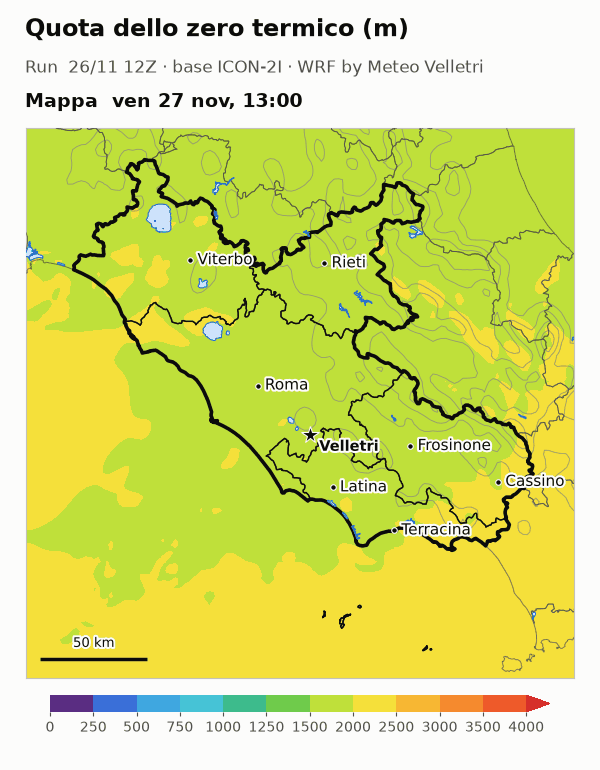 Quota dello zero termico (m)
Run  26/11 12Z · base ICON-2I · WRF by Meteo Velletri
Mappa  ven 27 nov, 13:00
Viterbo
Rieti
Roma
Velletri
Frosinone
Cassino
Latina
Terracina
50 km
0 250 500 750 1000 1250 1500 2000 2500 3000 3500 4000